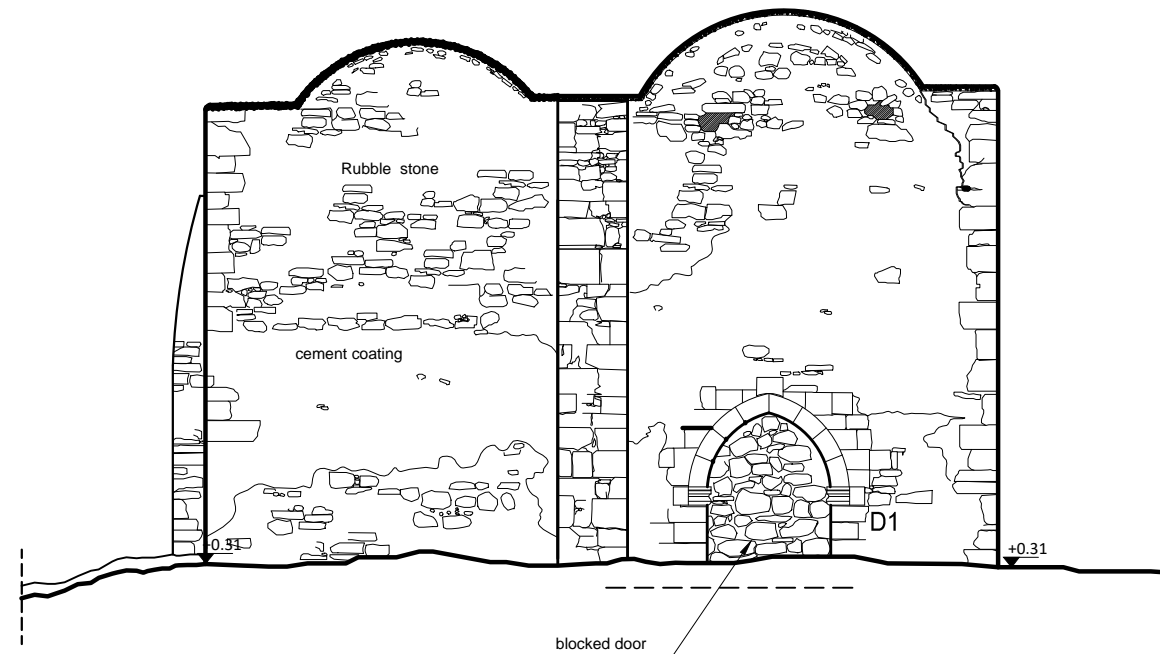 Rubble stone
cement coating
D1
+0.31
+0.31
blocked door